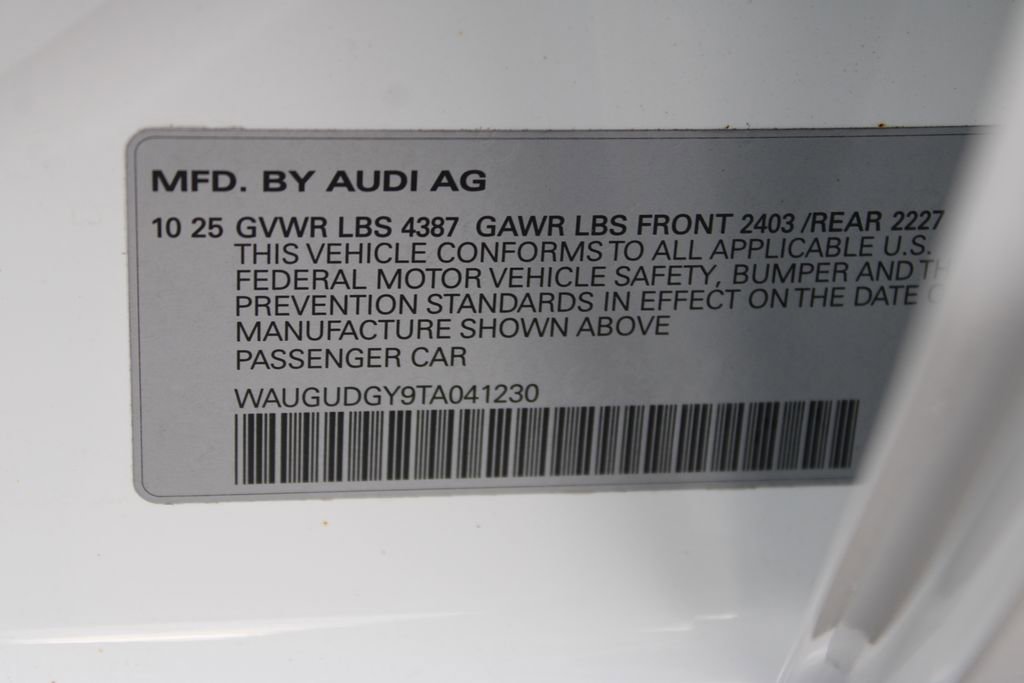 MFD. BY AUDI AG
10 25 GVWR LBS 4387 GAWR LBS FRONT 2403 /REAR 2227
THIS VEHICLE CONFORMS TO ALL APPLICABLE U.S.
FEDERAL MOTOR VEHICLE SAFETY, BUMPER AND
PREVENTION STANDARDS IN EFFECT ON THE DATE
MANUFACTURE SHOWN ABOVE
PASSENGER CAR
WAUGUDGY9TA041230